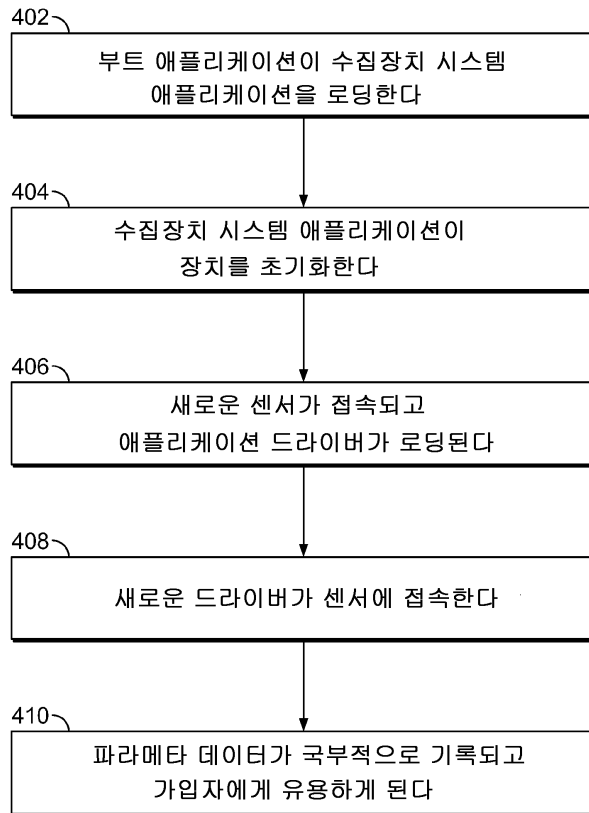 402
부트 애플리케이션이 수집장치 시스템
애플리케이션을 로딩한다
404
수집장치 시스템 애플리케이션이
장치를 초기화한다
406
새로운 센서가 접속되고
애플리케이션 드라이버가 로딩된다
408
새로운 드라이버가 센서에 접속한다
410
파라메타 데이터가 국부적으로 기록되고
가입자에게 유용하게 된다